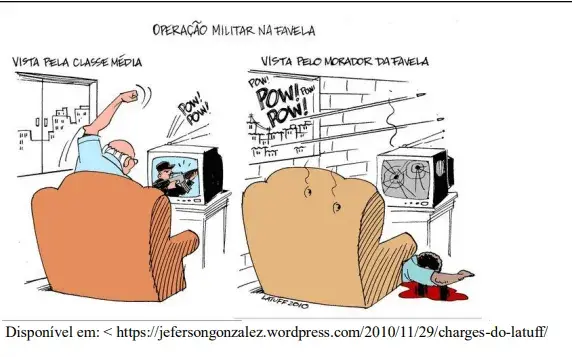 OPERAÇÃO MILITAR NA FAVELA
VISTA PELA CLASSE MÉDIA
POW!
POW!
VISTA PELO MORADOR DA FAVELA
POW!
POW!
POW
POW!
LATUFF 2010
Disponível em: < https://jefersongonzalez.wordpress.com/2010/11/29/charges-do-latuff/